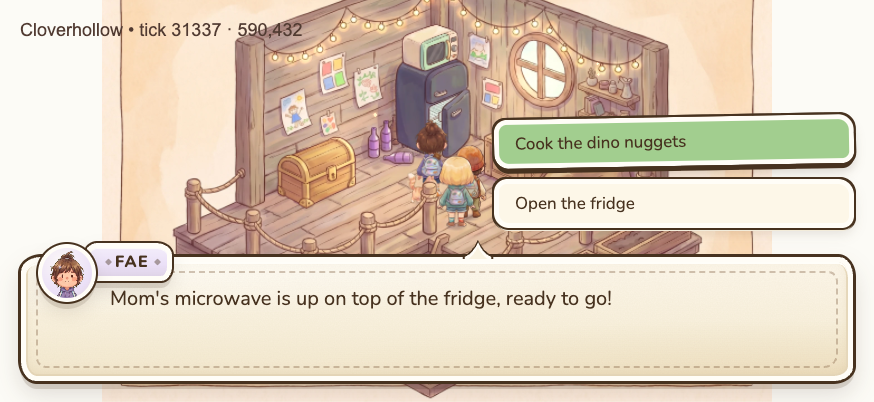 Cloverhollow • tick 31337 · 590,432
Cook the dino nuggets
Open the fridge
FAE
Mom's microwave is up on top of the fridge, ready to go!